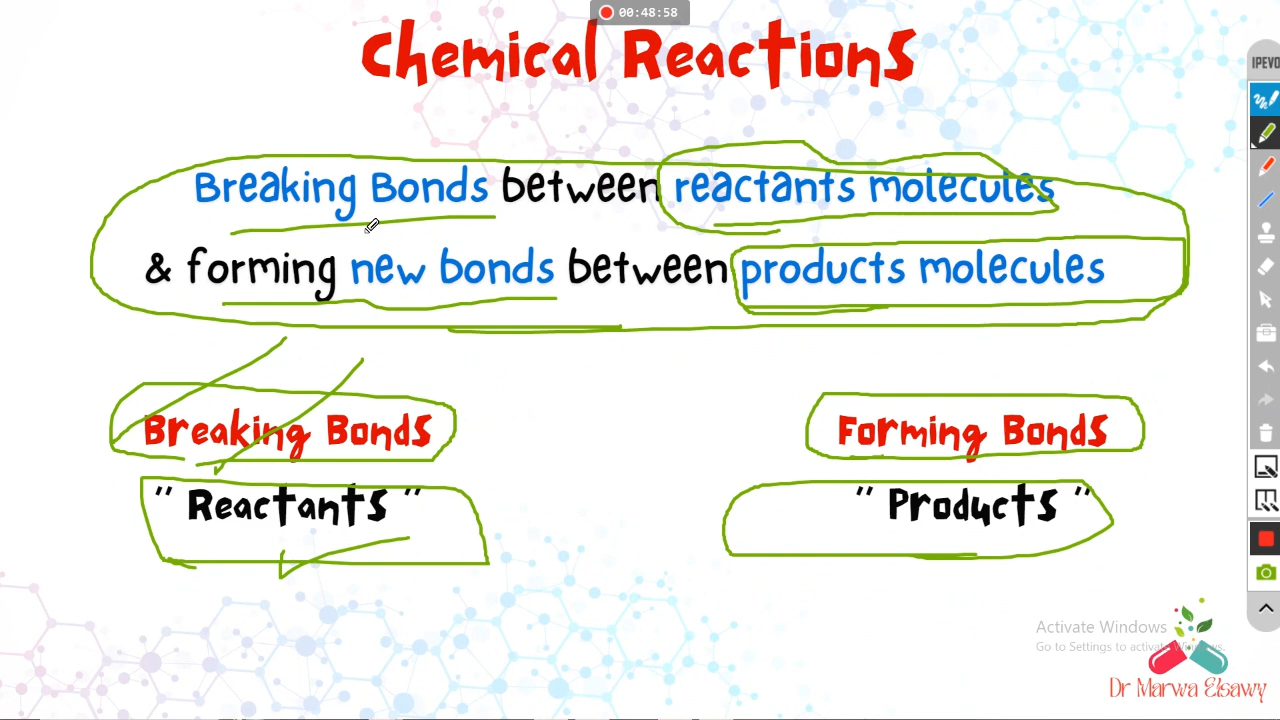 00:48:58
Chemical Reactions
IPEVO
Breaking Bonds between reactants molecules
& forming new bonds between products molecules
Breaking Bonds
Forming Bonds
" Reactants "
" Products "
Activate Windows
Go to Settings to activate Windows.
Dr Marwa Elsawy